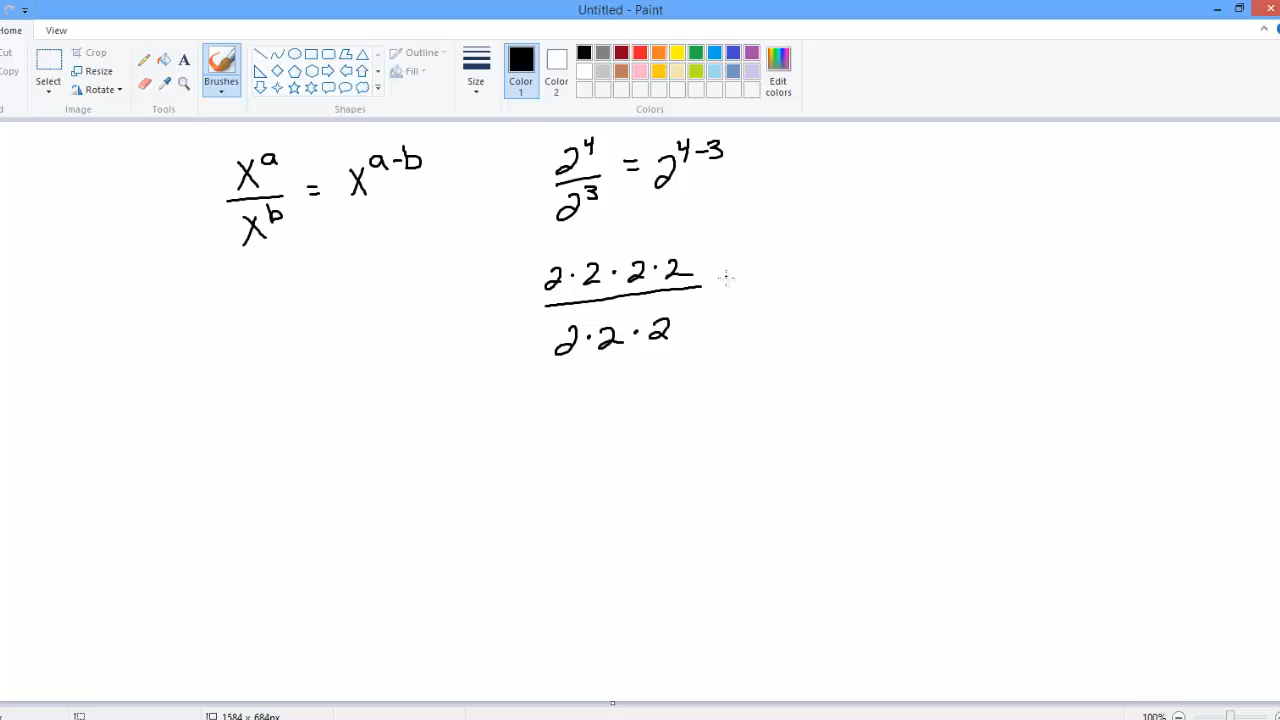 Untitled - Paint
Home View
Cut
Copy
Select
Crop
Resize
Rotate
Image
Tools
Brushes
Outline
Fill
Shapes
Size
Color 1
Color 2
Edit colors
Colors
x^a / x^b = x^(a-b)
2^4 / 2^3 = 2^(4-3)
2 · 2 · 2 · 2
2 · 2 · 2
1584 × 684px
100%